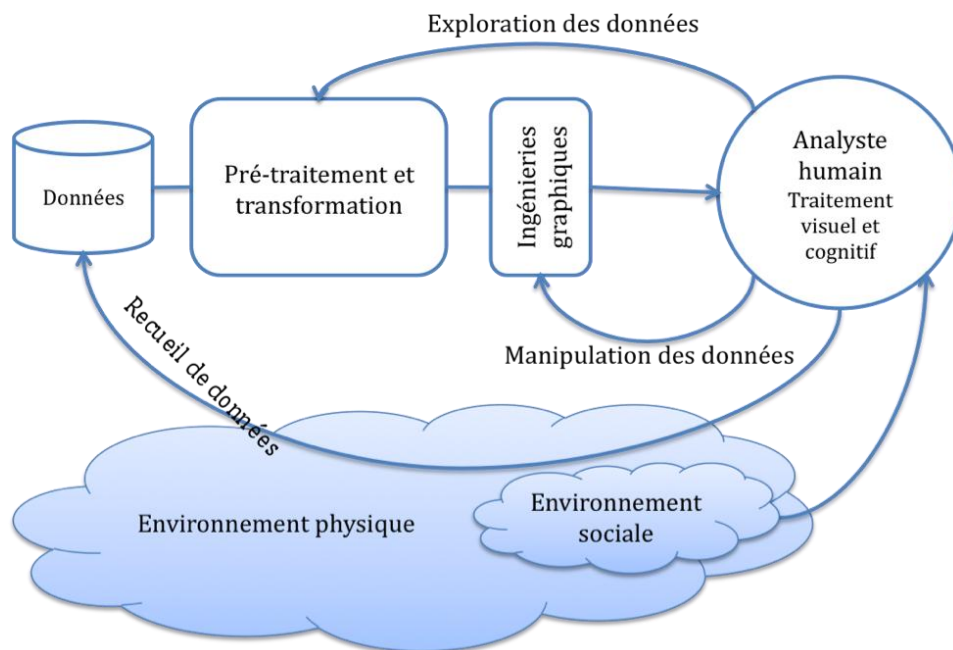 Exploration des données
Données
Pré-traitement et
transformation
Ingénieries
graphiques
Analyste
humain
Traitement
visuel et
cognitif
Recueil de données
Manipulation des données
Environnement physique
Environnement
sociale